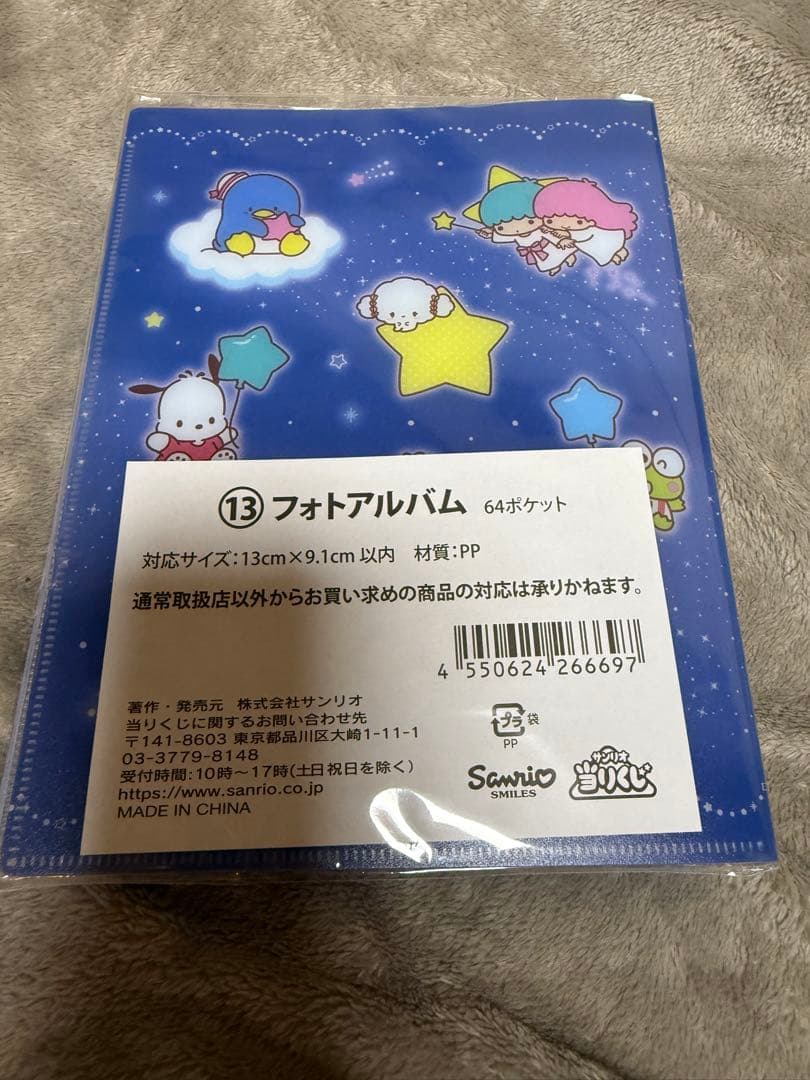 ⑬フォトアルバム 64ポケット
対応サイズ：13cm×9.1cm以内 材質：PP
通常取扱店以外からお買い求めの商品の対応は承りかねます。
4 550624 266697
著作・発売元 株式会社サンリオ
当りくじに関するお問い合わせ先
〒141-8603 東京都品川区大崎1-11-1
03-3779-8148
受付時間：10時〜17時(土日祝日を除く)
https://www.sanrio.co.jp
MADE IN CHINA
プラ 袋
PP
Sanrio
SMILES
サンリオ
当りくじ